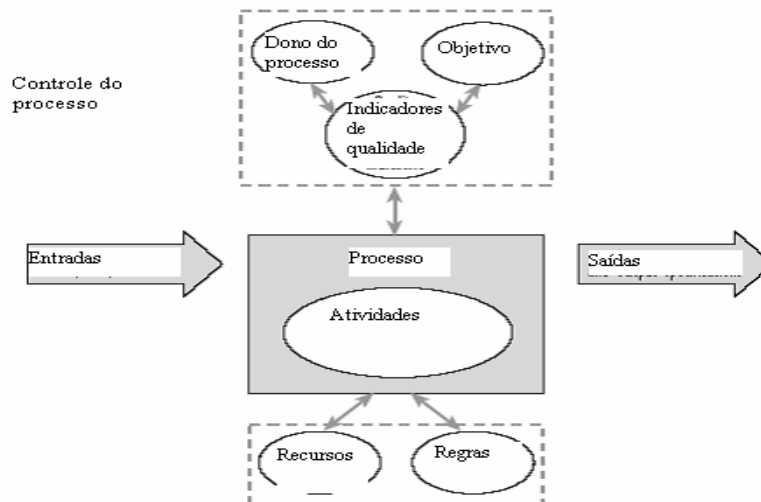 Dono do
processo
Objetivo
Controle do
processo
Indicadores
de
qualidade
Entradas
Processo
Saídas
Atividades
Recursos
Regras